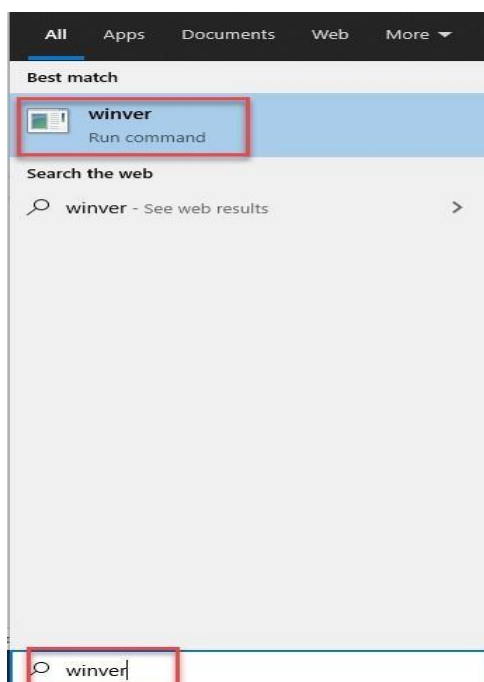 All Apps Documents Web More
Best match
winver
Run command
Search the web
winver - See web results
winver